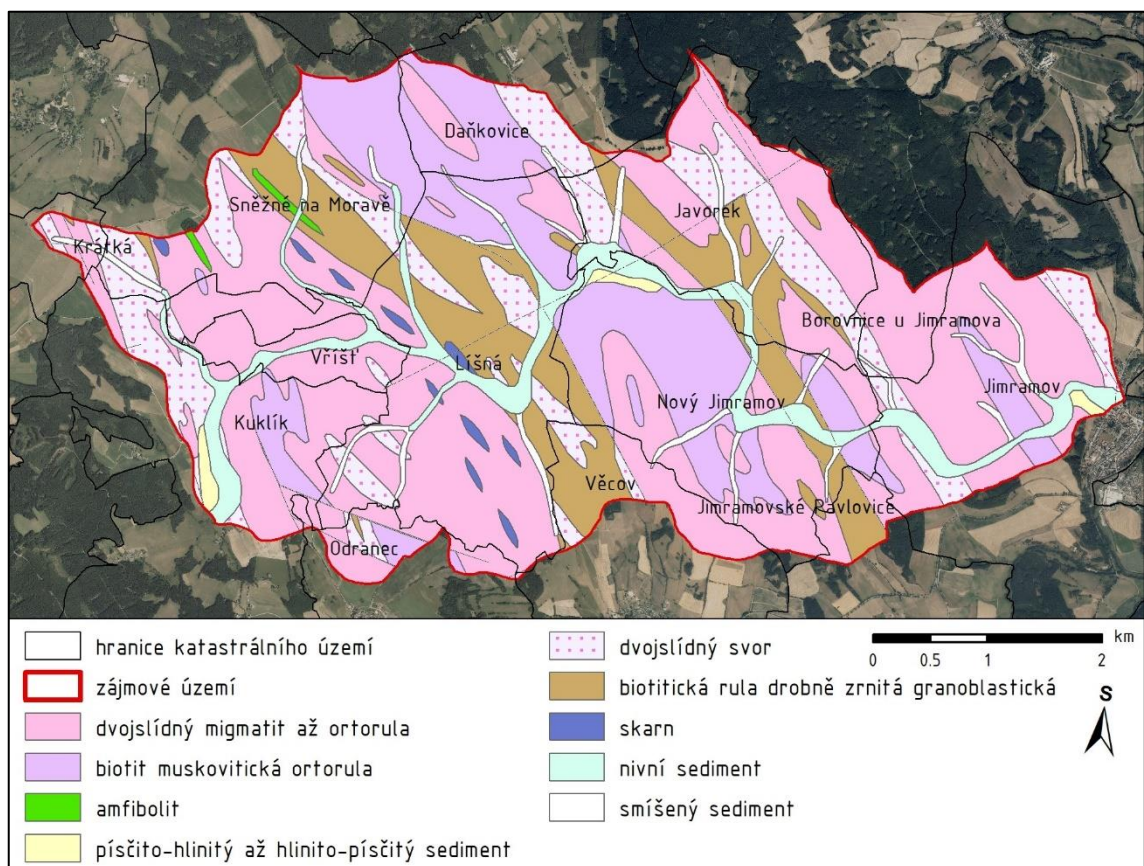 Daňkovice
Sněžné na Moravě
Javorek
Krátká
Borovnice u Jimramova
Vříšť
Líšná
Jimramov
Kuklík
Nový Jimramov
Věcov
Jimramovské Pavlovice
Odranec
hranice katastrálního území
zájmové území
dvojslídný migmatit až ortorula
biotit muskovitická ortorula
amfibolit
písčito-hlinitý až hlinito-písčitý sediment
dvojslídný svor
biotitická rula drobně zrnitá granoblastická
skarn
nivní sediment
smíšený sediment
km
0 0.5 1 2
S